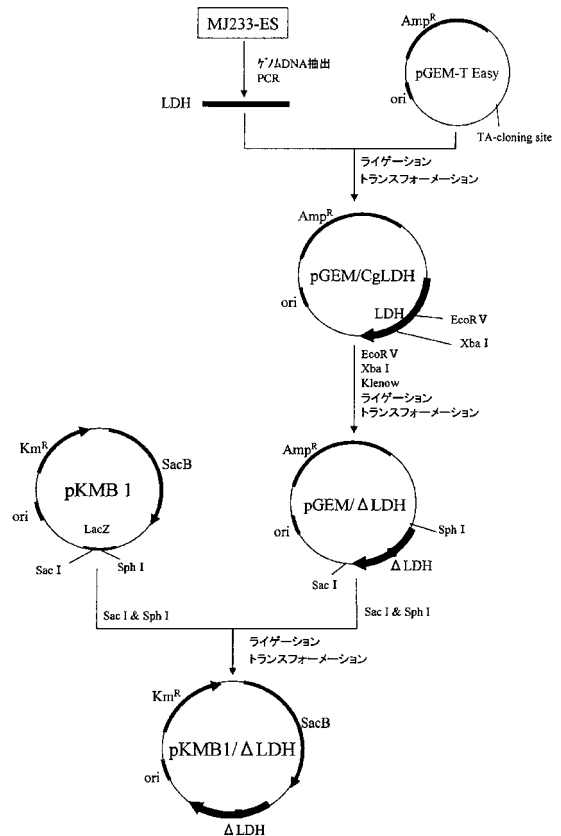 MJ233-ES
ｹﾞﾉﾑDNA抽出
PCR
LDH
Amp^R
pGEM-T Easy
ori
TA-cloning site
ライゲーション
トランスフォーメーション
Amp^R
pGEM/CgLDH
ori
LDH
EcoR V
Xba I
EcoR V
Xba I
Klenow
ライゲーション
トランスフォーメーション
Km^R
SacB
pKMB 1
ori
LacZ
Sac I
Sph I
Amp^R
pGEM/ΔLDH
ori
Sph I
ΔLDH
Sac I
Sac I & Sph I
Sac I & Sph I
ライゲーション
トランスフォーメーション
Km^R
SacB
pKMB1/ΔLDH
ori
ΔLDH